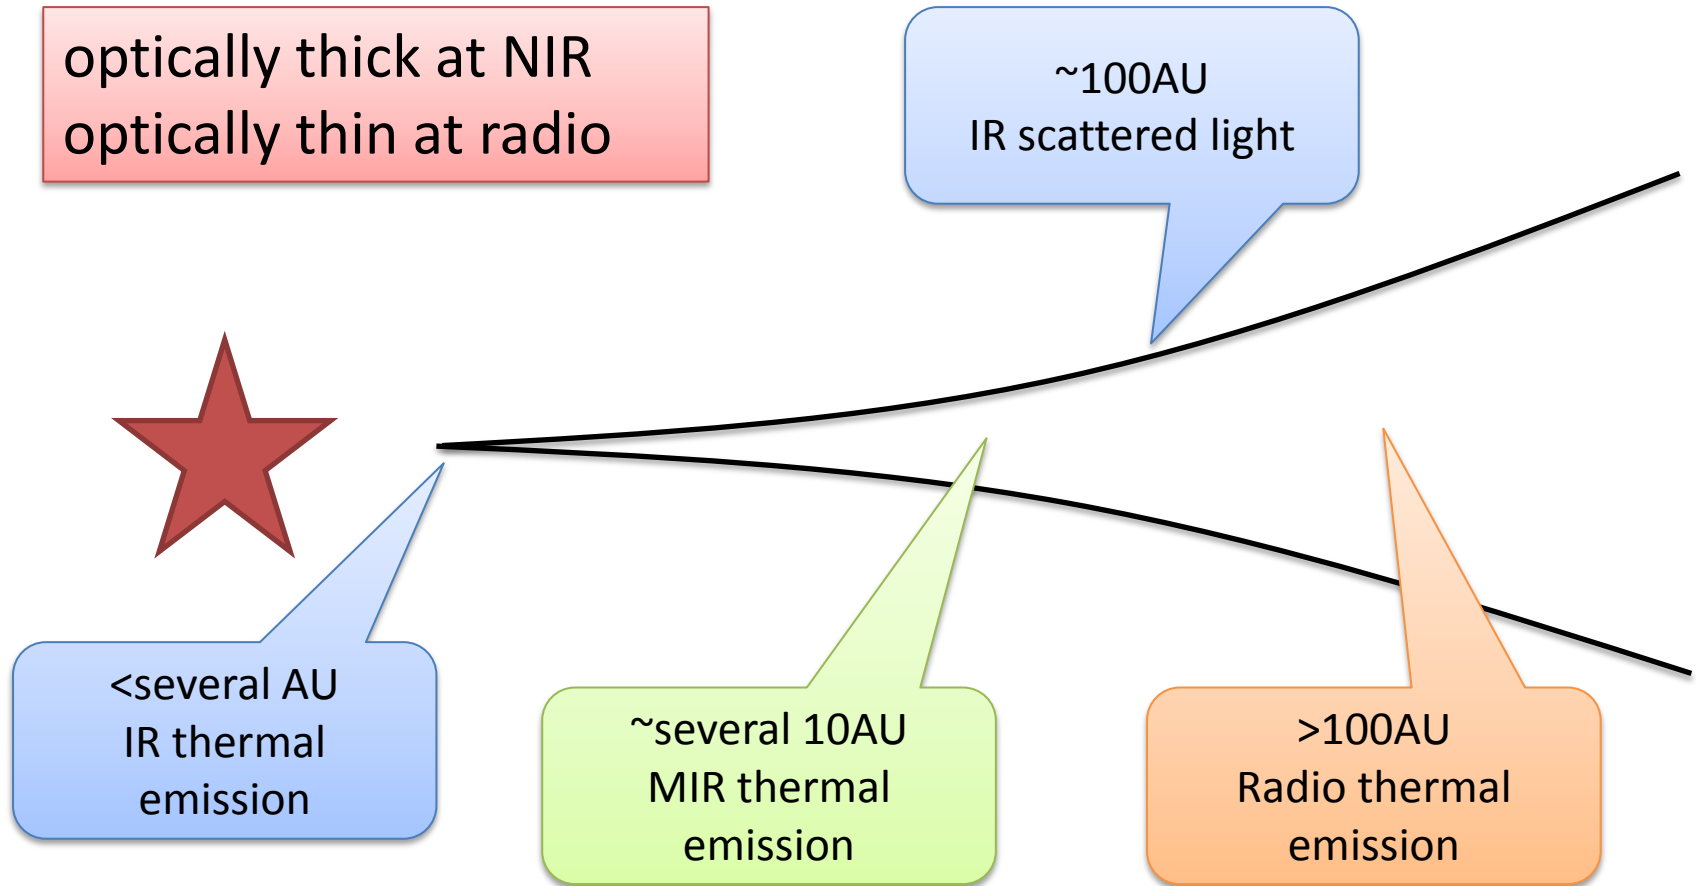 optically thick at NIR
optically thin at radio
~100AU
IR scattered light
<several AU
IR thermal
emission
~several 10AU
MIR thermal
emission
>100AU
Radio thermal
emission